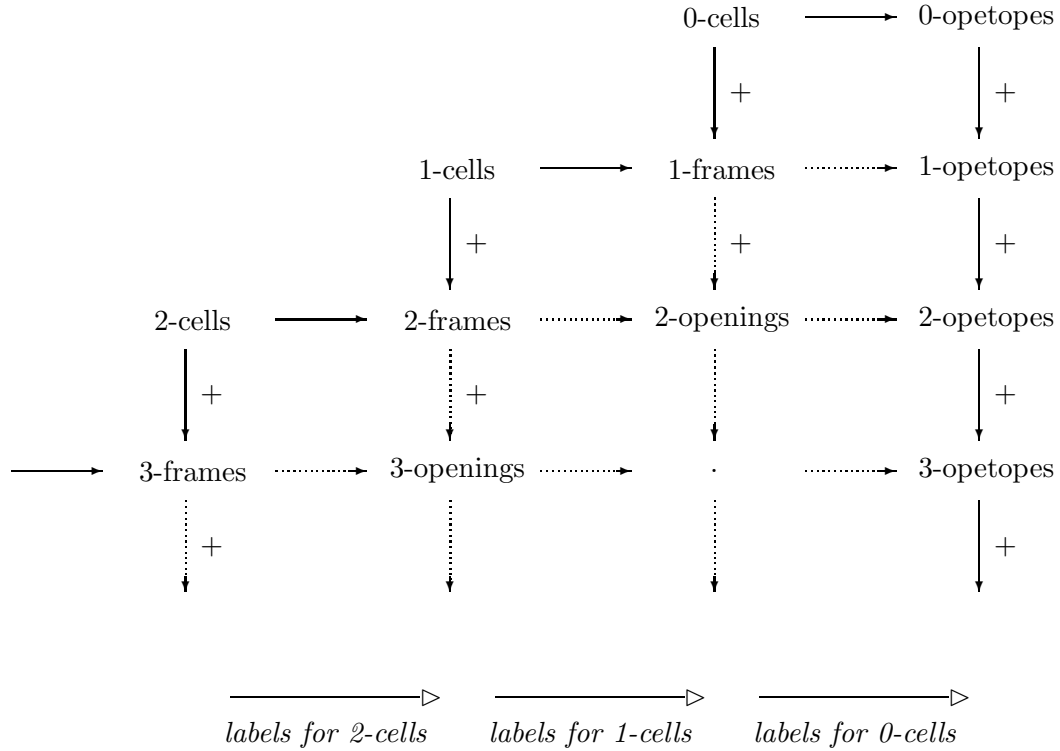 0-cells 0-opetopes
+ +
1-cells 1-frames 1-opetopes
+ + +
2-cells 2-frames 2-openings 2-opetopes
+ + +
3-frames 3-openings . 3-opetopes
+ +
labels for 2-cells labels for 1-cells labels for 0-cells